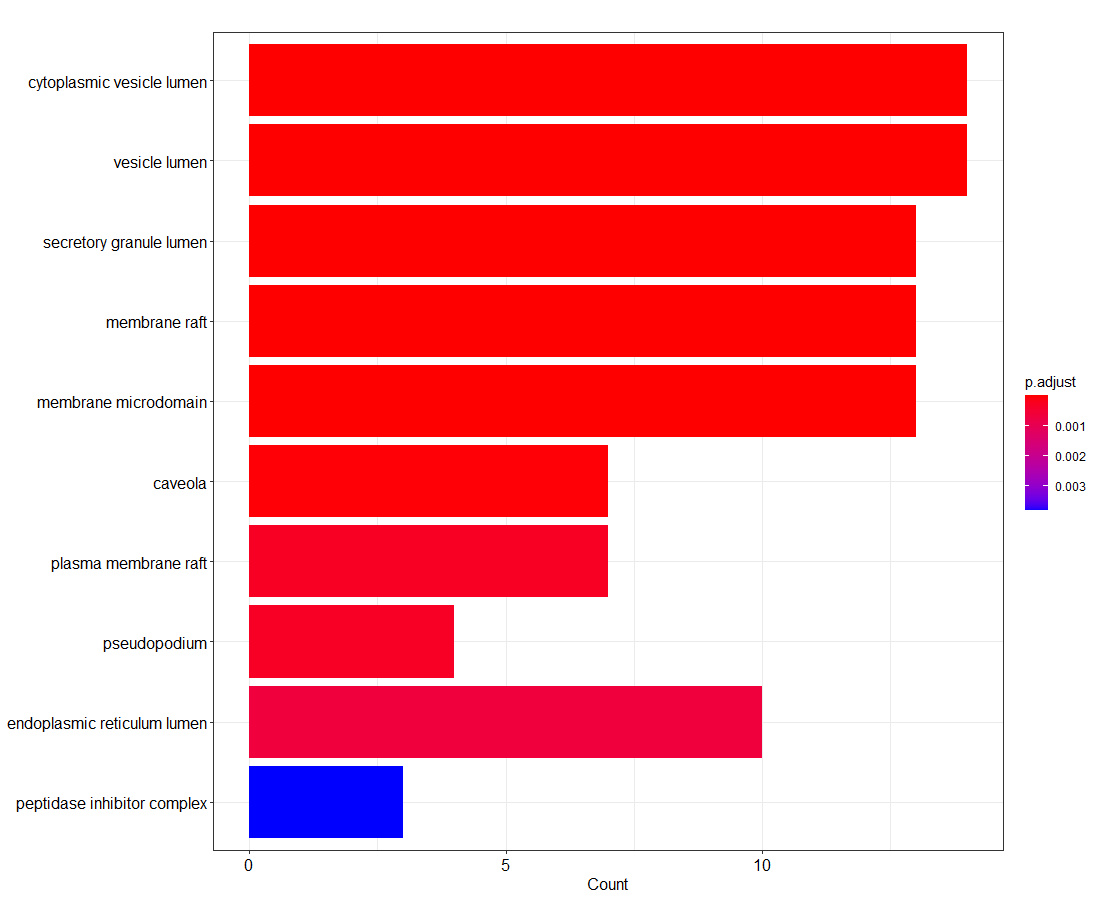 cytoplasmic vesicle lumen
vesicle lumen
secretory granule lumen
membrane raft
membrane microdomain
caveola
plasma membrane raft
pseudopodium
endoplasmic reticulum lumen
peptidase inhibitor complex
0 5 10
Count
p.adjust
0.001
0.002
0.003